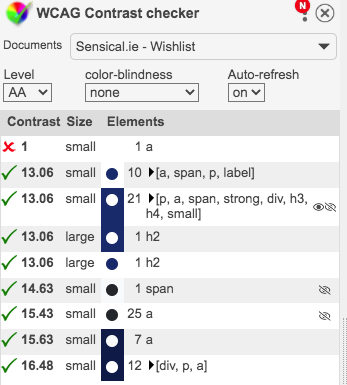 WCAG Contrast checker
N
Documents Sensical.ie - Wishlist
Level color-blindness Auto-refresh
AA none on
Contrast Size Elements
1 small 1 a
13.06 small 10 [a, span, p, label]
13.06 small 21 [p, a, span, strong, div, h3,
h4, small]
13.06 large 1 h2
13.06 large 1 h2
14.63 small 1 span
15.43 small 25 a
15.63 small 7 a
16.48 small 12 [div, p, a]